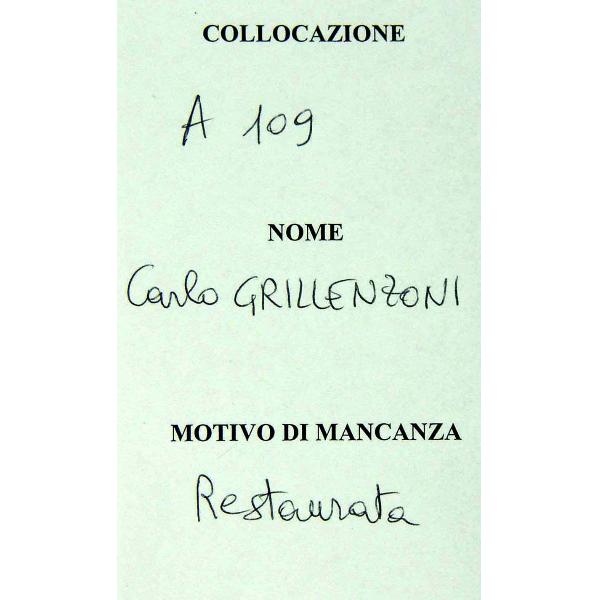 COLLOCAZIONE
A 109
NOME
Carlo GRILLENZONI
MOTIVO DI MANCANZA
Restaurata